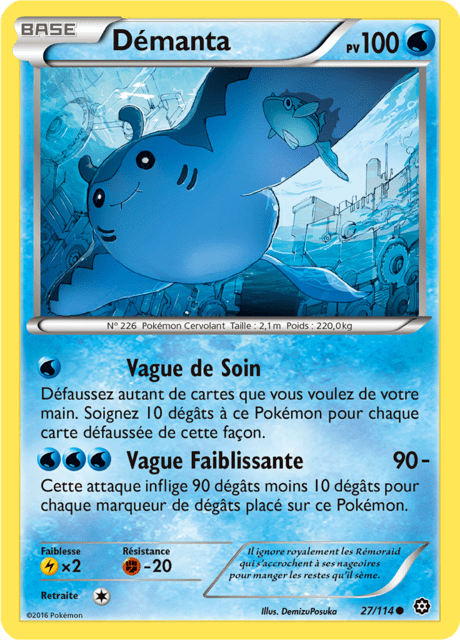 BASE Démanta PV100
N° 226 Pokémon Cervolant Taille : 2,1m Poids : 220,0kg
Vague de Soin
Défaussez autant de cartes que vous voulez de votre
main. Soignez 10 dégâts à ce Pokémon pour chaque
carte défaussée de cette façon.
Vague Faiblissante 90-
Cette attaque inflige 90 dégâts moins 10 dégâts pour
chaque marqueur de dégâts placé sur ce Pokémon.
Faiblesse Résistance
×2 -20
Retraite
Il ignore royalement les Rémoraid
qui s'accrochent à ses nageoires
pour manger les restes qu'il sème.
©2016 Pokémon Illus. DemizuPosuka 27/114